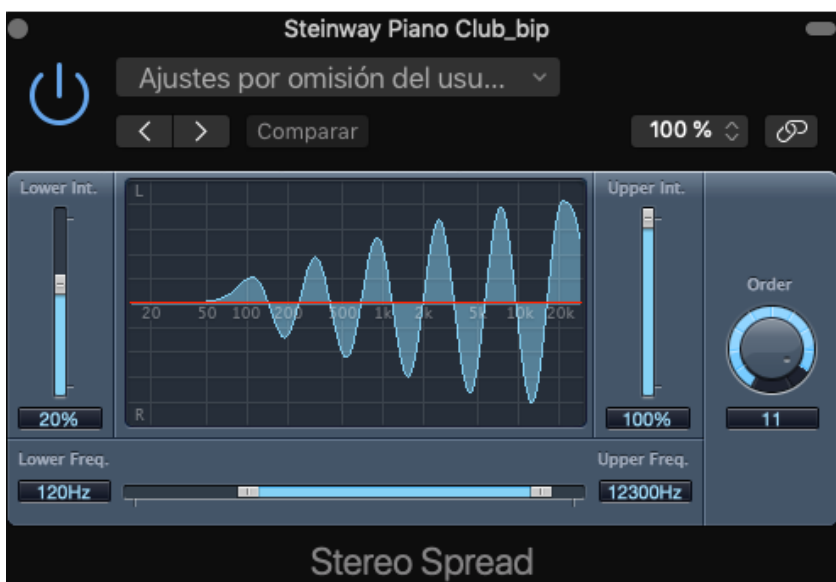 Steinway Piano Club_bip
Ajustes por omisión del usu...
Comparar
100 %
Lower Int.
L
Upper Int.
Order
20 50 100 200 500 1k 2k 5k 10k 20k
R
20%
100%
11
Lower Freq.
Upper Freq.
120Hz
12300Hz
Stereo Spread